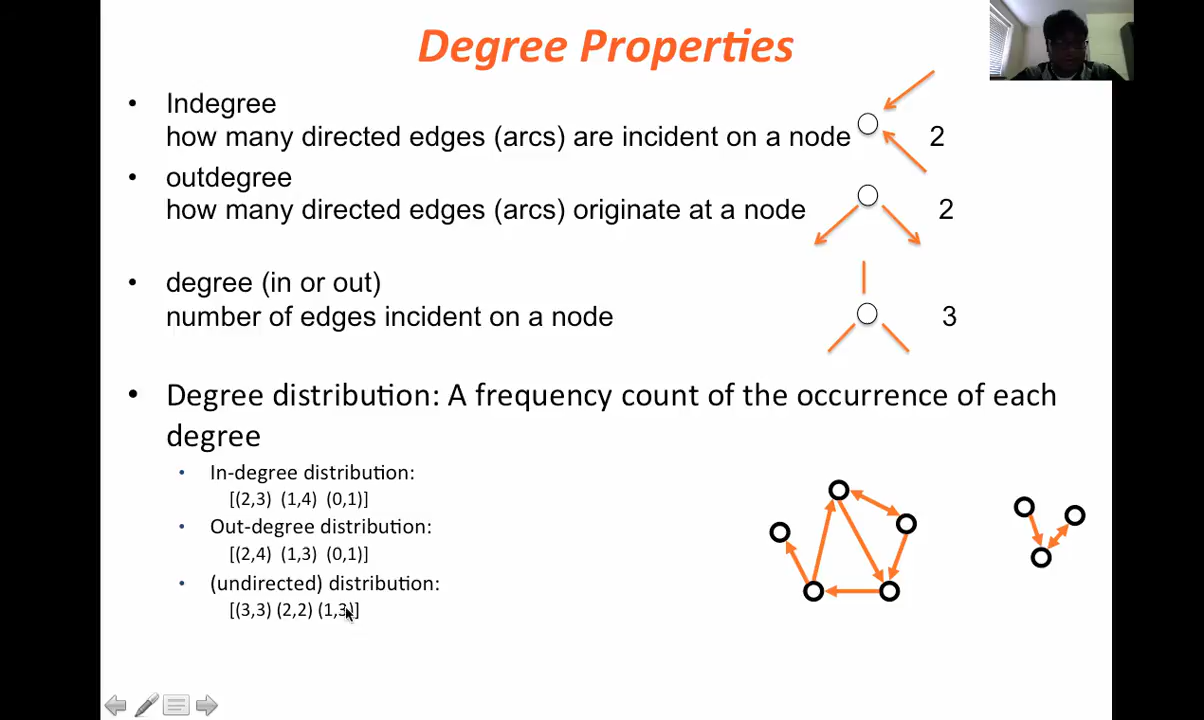 Degree Properties
• Indegree
how many directed edges (arcs) are incident on a node 2
• outdegree
how many directed edges (arcs) originate at a node 2
• degree (in or out)
number of edges incident on a node 3
• Degree distribution: A frequency count of the occurrence of each
degree
• In-degree distribution:
[(2,3) (1,4) (0,1)]
• Out-degree distribution:
[(2,4) (1,3) (0,1)]
• (undirected) distribution:
[(3,3) (2,2) (1,3)]